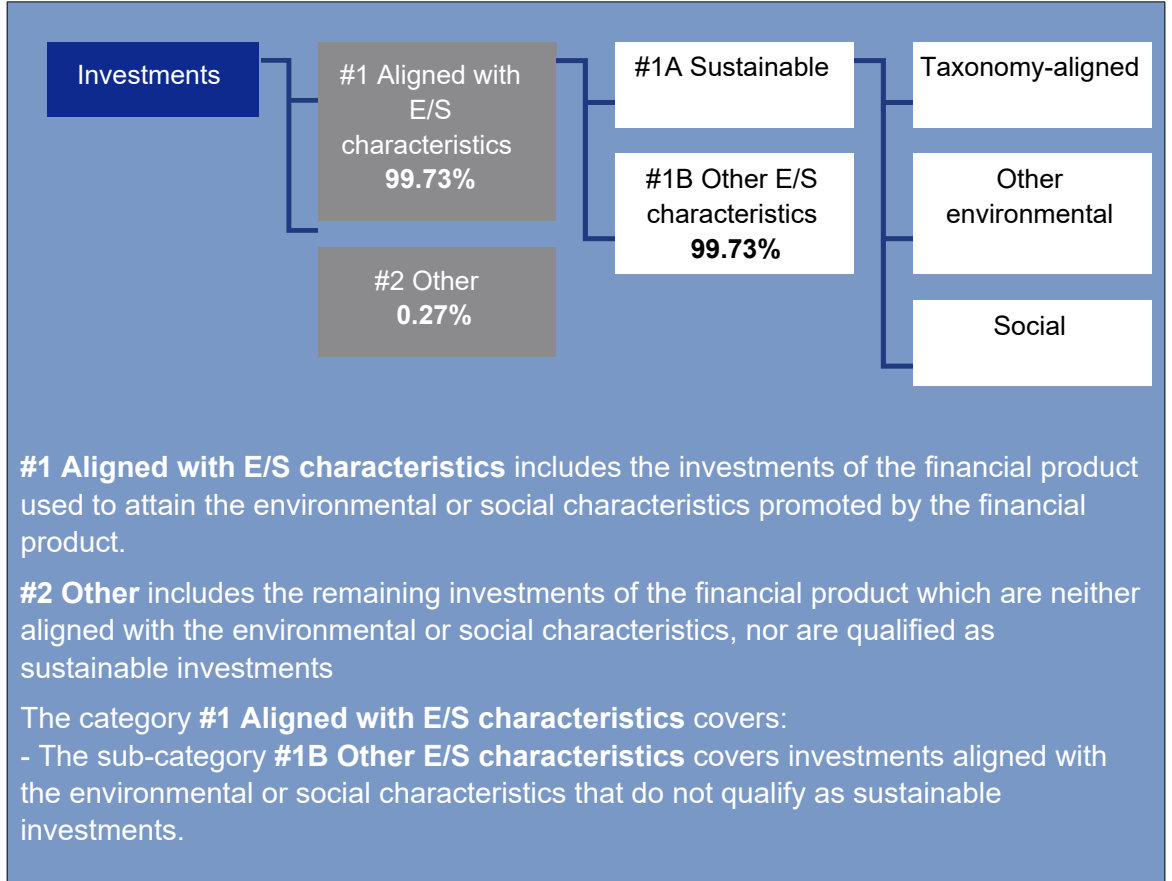 Investments
#1 Aligned with
E/S
characteristics
99.73%
#2 Other
0.27%
#1A Sustainable
#1B Other E/S
characteristics
99.73%
Taxonomy-aligned
Other
environmental
Social
#1 Aligned with E/S characteristics includes the investments of the financial product
used to attain the environmental or social characteristics promoted by the financial
product.
#2 Other includes the remaining investments of the financial product which are neither
aligned with the environmental or social characteristics, nor are qualified as
sustainable investments
The category #1 Aligned with E/S characteristics covers:
- The sub-category #1B Other E/S characteristics covers investments aligned with
the environmental or social characteristics that do not qualify as sustainable
investments.